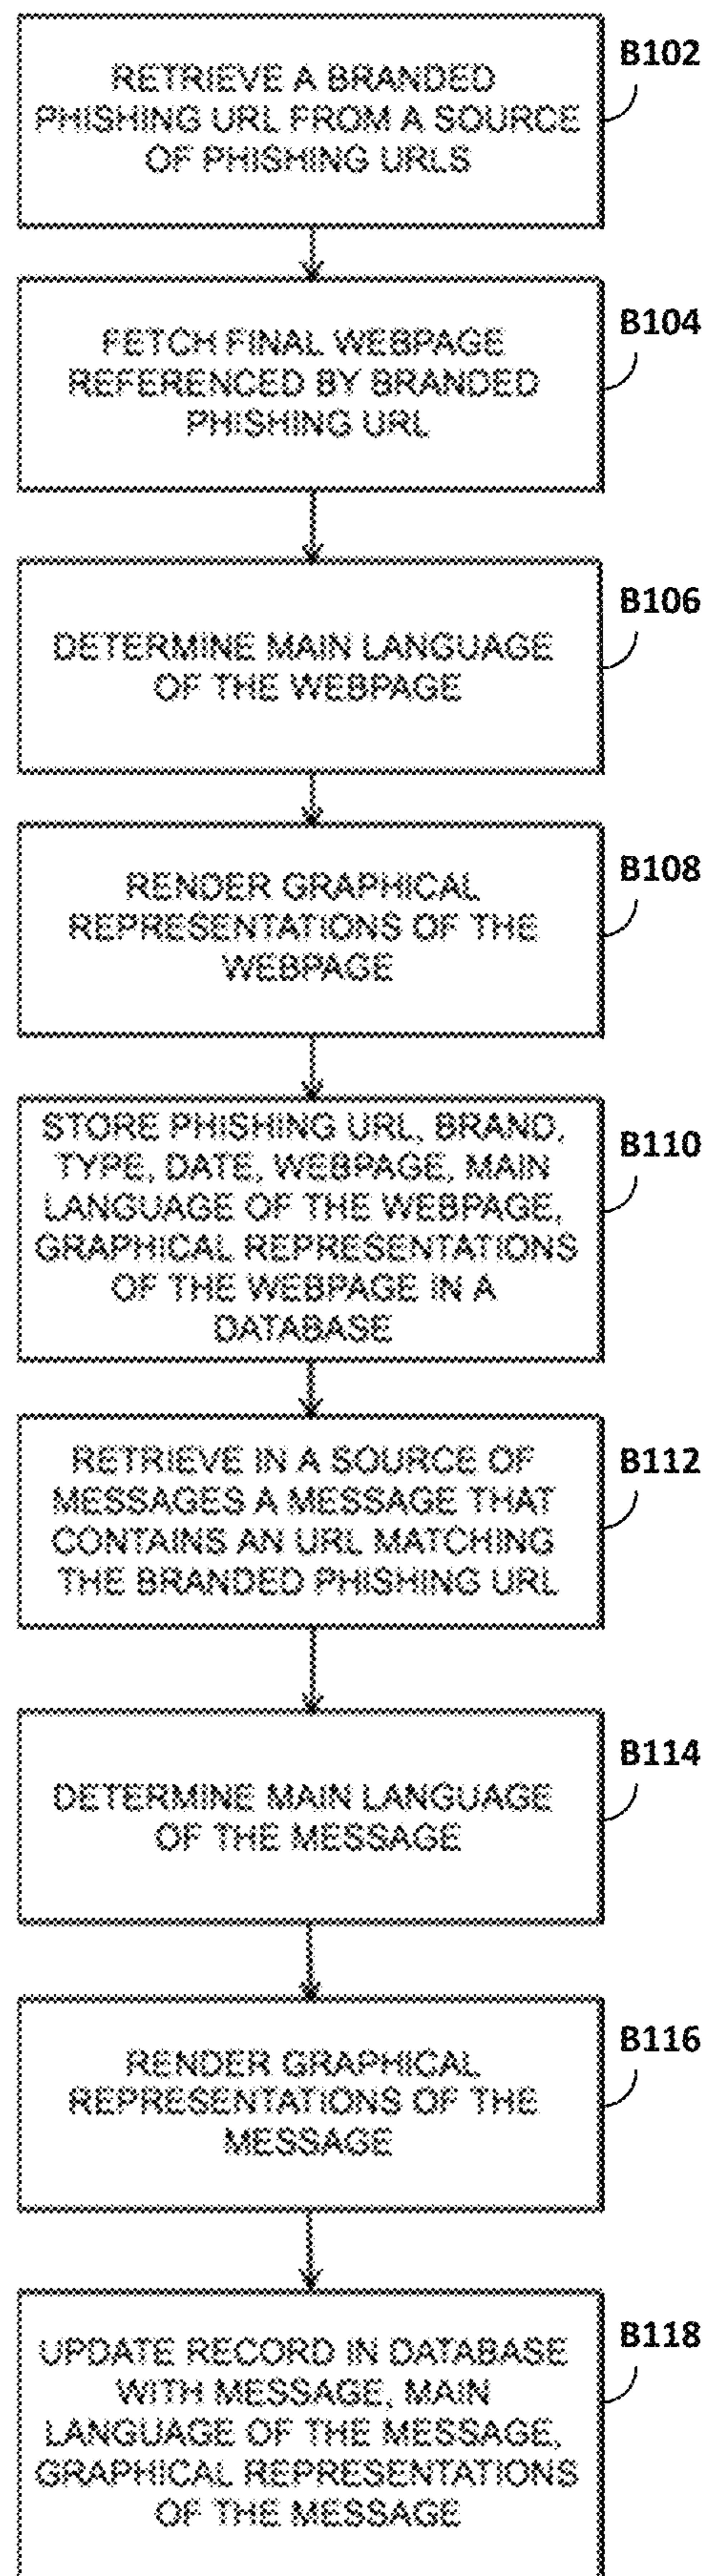 B102
RETRIEVE A BRANDED
PHISHING URL FROM A SOURCE
OF PHISHING URLS
B104
FETCH FINAL WEBPAGE
REFERENCED BY BRANDED
PHISHING URL
B106
DETERMINE MAIN LANGUAGE
OF THE WEBPAGE
B108
RENDER GRAPHICAL
REPRESENTATIONS OF THE
WEBPAGE
B110
STORE PHISHING URL, BRAND,
TYPE, DATE, WEBPAGE, MAIN
LANGUAGE OF THE WEBPAGE,
GRAPHICAL REPRESENTATIONS
OF THE WEBPAGE IN A
DATABASE
B112
RETRIEVE IN A SOURCE OF
MESSAGES A MESSAGE THAT
CONTAINS AN URL MATCHING
THE BRANDED PHISHING URL
B114
DETERMINE MAIN LANGUAGE
OF THE MESSAGE
B116
RENDER GRAPHICAL
REPRESENTATIONS OF THE
MESSAGE
B118
UPDATE RECORD IN DATABASE
WITH MESSAGE, MAIN
LANGUAGE OF THE MESSAGE,
GRAPHICAL REPRESENTATIONS
OF THE MESSAGE